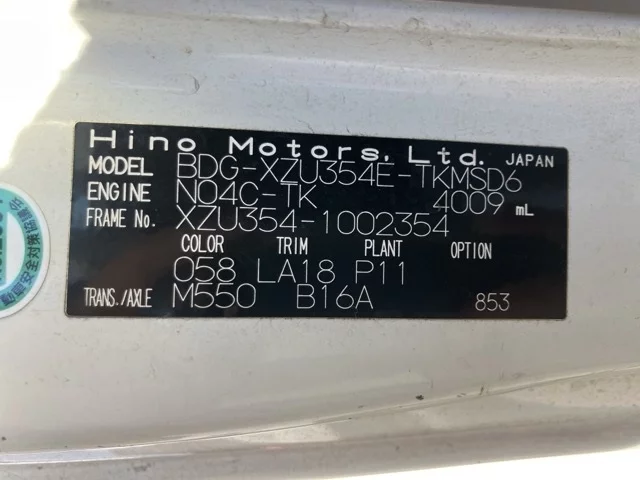 Hino Motors, Ltd. JAPAN
MODEL BDG-XZU354E-TKMSD6
ENGINE N04C-TK 4009 mL
FRAME No. XZU354-1002354
COLOR TRIM PLANT OPTION
058 LA18 P11
TRANS./AXLE M550 B16A 853